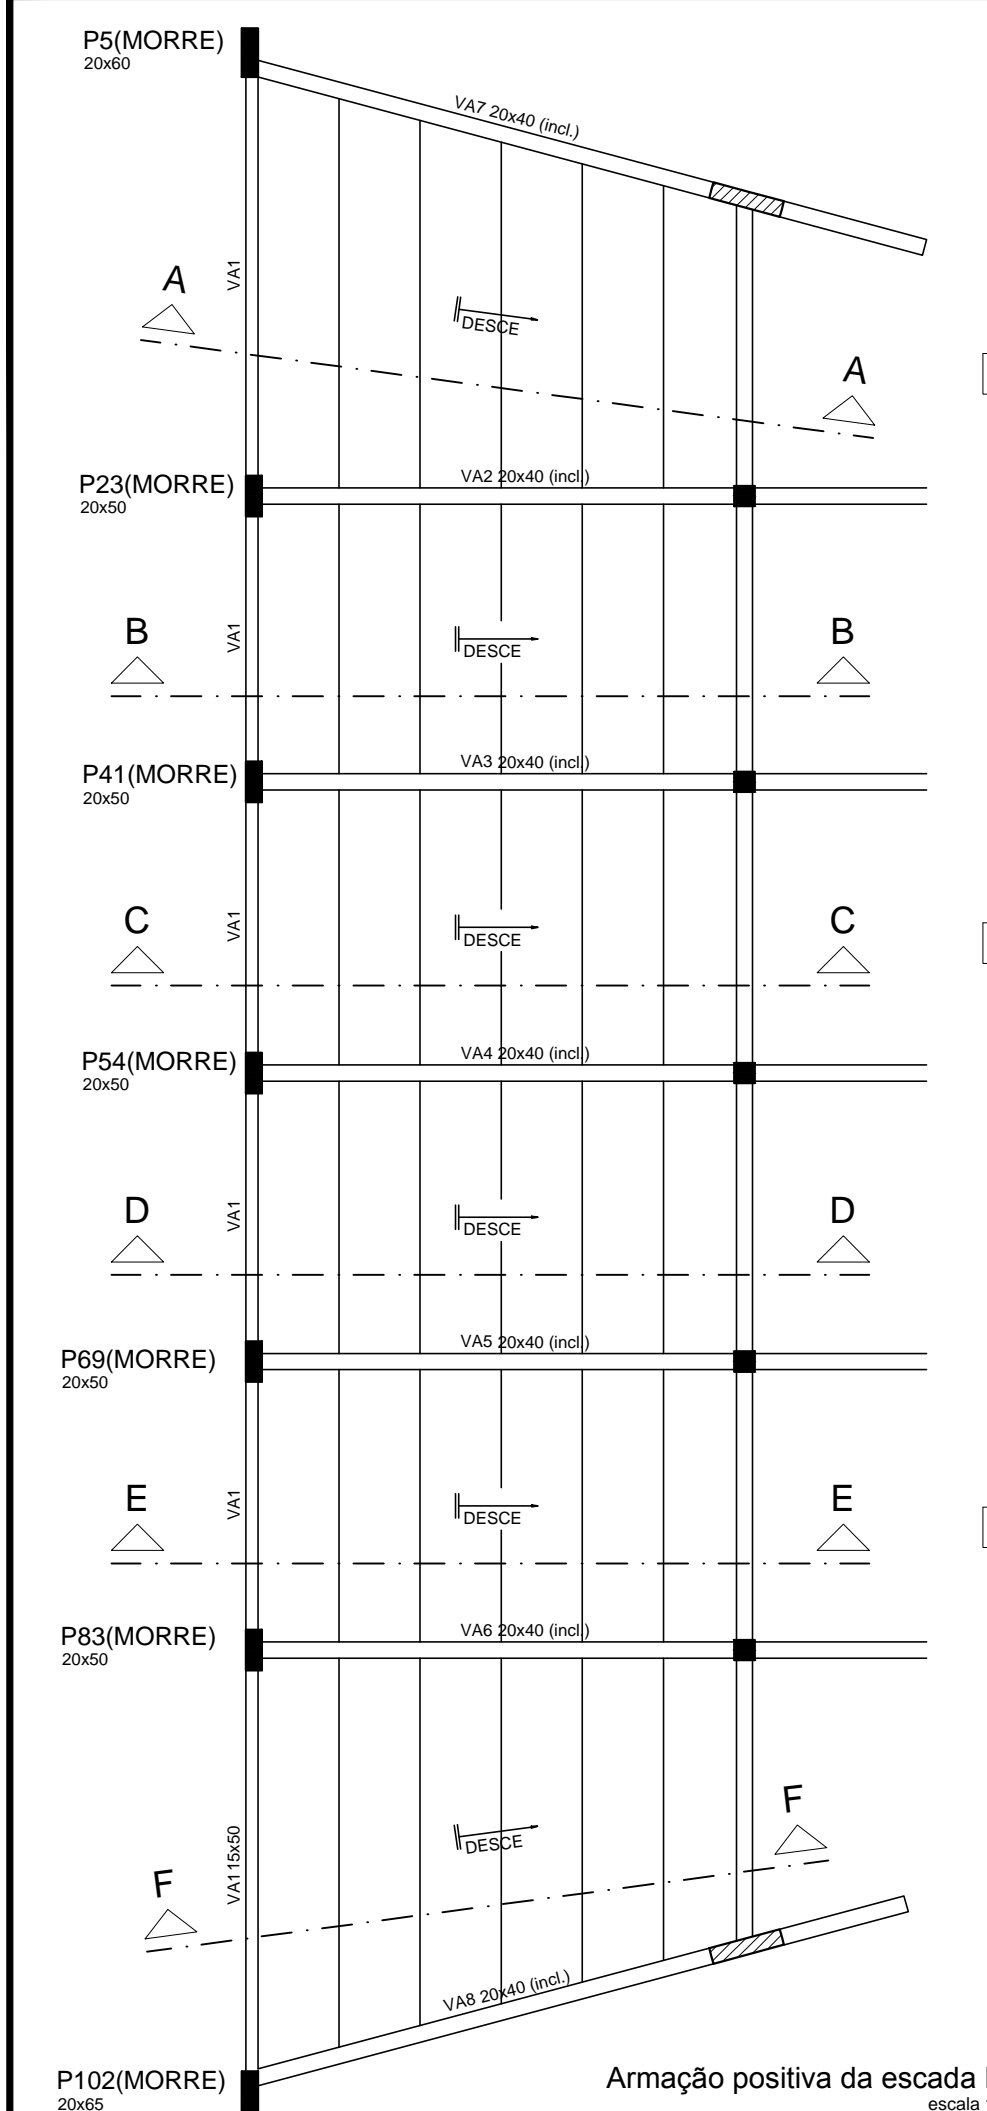 P5(MORRE)
20x60
VA7 20x40 (incl.)
VA1
A
DESCE
A
P23(MORRE)
20x50
VA2 20x40 (incl.)
B
VA1
DESCE
B
P41(MORRE)
20x50
VA3 20x40 (incl.)
C
VA1
DESCE
C
P54(MORRE)
20x50
VA4 20x40 (incl.)
D
VA1
DESCE
D
P69(MORRE)
20x50
VA5 20x40 (incl.)
E
VA1
DESCE
E
P83(MORRE)
20x50
VA6 20x40 (incl.)
F
DESCE
VA115x50
F
VA8 20x40 (incl.)
P102(MORRE)
20x65
Armação positiva da escada
escala